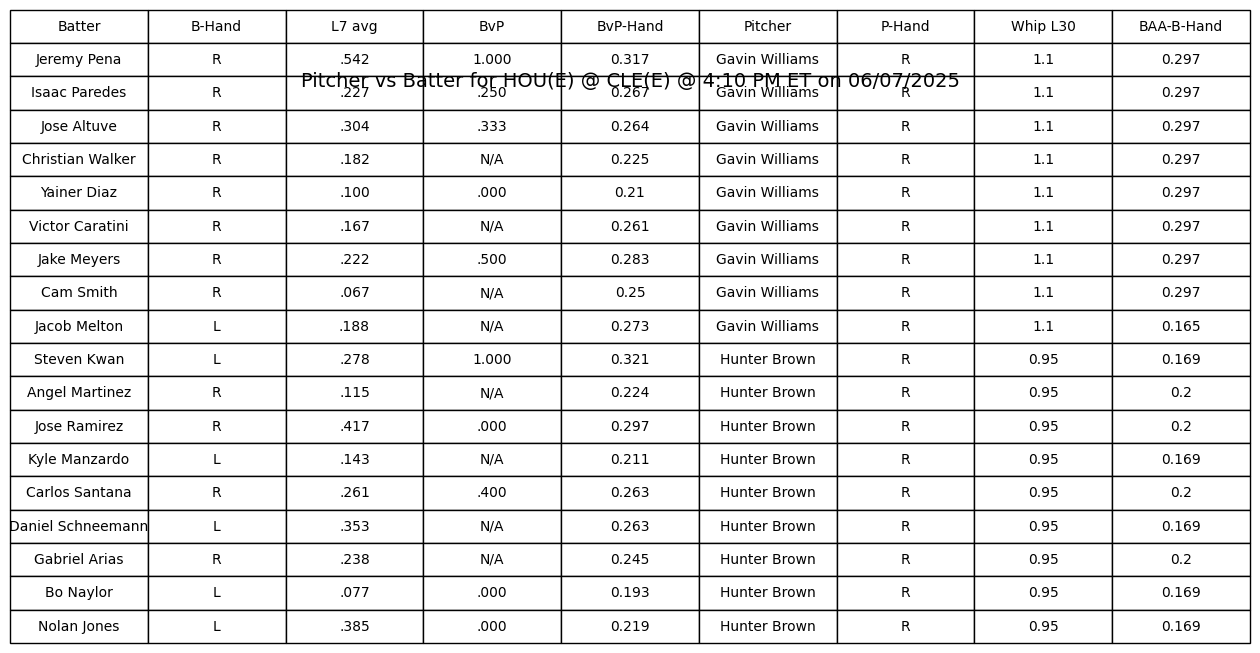 Batter B-Hand L7 avg BvP BvP-Hand Pitcher P-Hand Whip L30 BAA-B-Hand
Jeremy Pena R .542 1.000 0.317 Gavin Williams R 1.1 0.297
Pitcher vs Batter for HOU(E) @ CLE(E) @ 4:10 PM ET on 06/07/2025
Isaac Paredes R .227 .250 0.267 Gavin Williams R 1.1 0.297
Jose Altuve R .304 .333 0.264 Gavin Williams R 1.1 0.297
Christian Walker R .182 N/A 0.225 Gavin Williams R 1.1 0.297
Yainer Diaz R .100 .000 0.21 Gavin Williams R 1.1 0.297
Victor Caratini R .167 N/A 0.261 Gavin Williams R 1.1 0.297
Jake Meyers R .222 .500 0.283 Gavin Williams R 1.1 0.297
Cam Smith R .067 N/A 0.25 Gavin Williams R 1.1 0.297
Jacob Melton L .188 N/A 0.273 Gavin Williams R 1.1 0.165
Steven Kwan L .278 1.000 0.321 Hunter Brown R 0.95 0.169
Angel Martinez R .115 N/A 0.224 Hunter Brown R 0.95 0.2
Jose Ramirez R .417 .000 0.297 Hunter Brown R 0.95 0.2
Kyle Manzardo L .143 N/A 0.211 Hunter Brown R 0.95 0.169
Carlos Santana R .261 .400 0.263 Hunter Brown R 0.95 0.2
Daniel Schneemann L .353 N/A 0.263 Hunter Brown R 0.95 0.169
Gabriel Arias R .238 N/A 0.245 Hunter Brown R 0.95 0.2
Bo Naylor L .077 .000 0.193 Hunter Brown R 0.95 0.169
Nolan Jones L .385 .000 0.219 Hunter Brown R 0.95 0.169